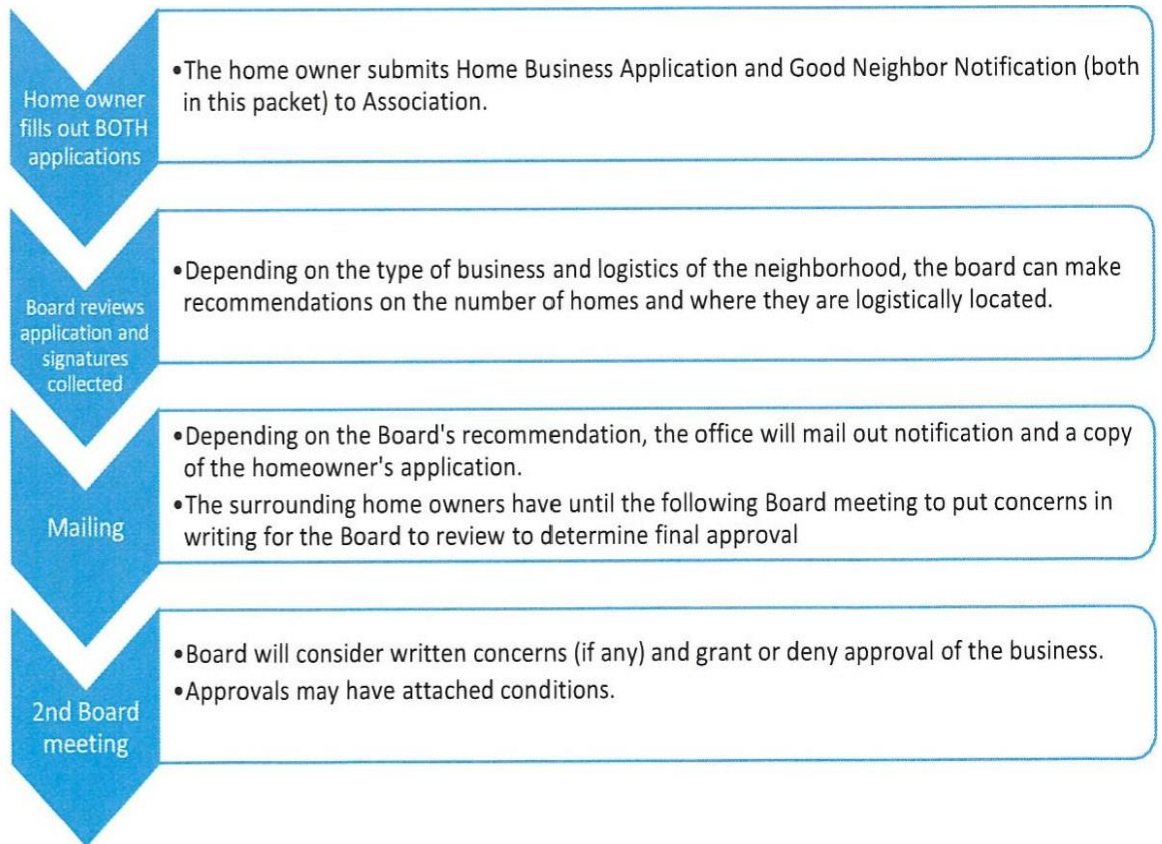 Home owner
fills out BOTH
applications
•The home owner submits Home Business Application and Good Neighbor Notification (both
in this packet) to Association.
Board reviews
application and
signatures
collected
•Depending on the type of business and logistics of the neighborhood, the board can make
recommendations on the number of homes and where they are logistically located.
Mailing
•Depending on the Board's recommendation, the office will mail out notification and a copy
of the homeowner's application.
•The surrounding home owners have until the following Board meeting to put concerns in
writing for the Board to review to determine final approval
2nd Board
meeting
•Board will consider written concerns (if any) and grant or deny approval of the business.
•Approvals may have attached conditions.